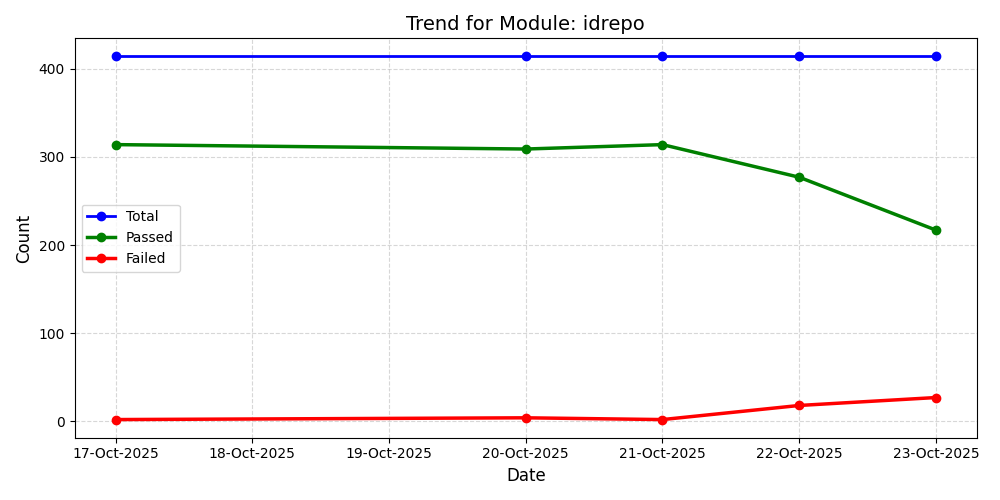 Trend for Module: idrepo
Count
400
300
200
100
0
Total
Passed
Failed
17-Oct-2025 18-Oct-2025 19-Oct-2025 20-Oct-2025 21-Oct-2025 22-Oct-2025 23-Oct-2025
Date